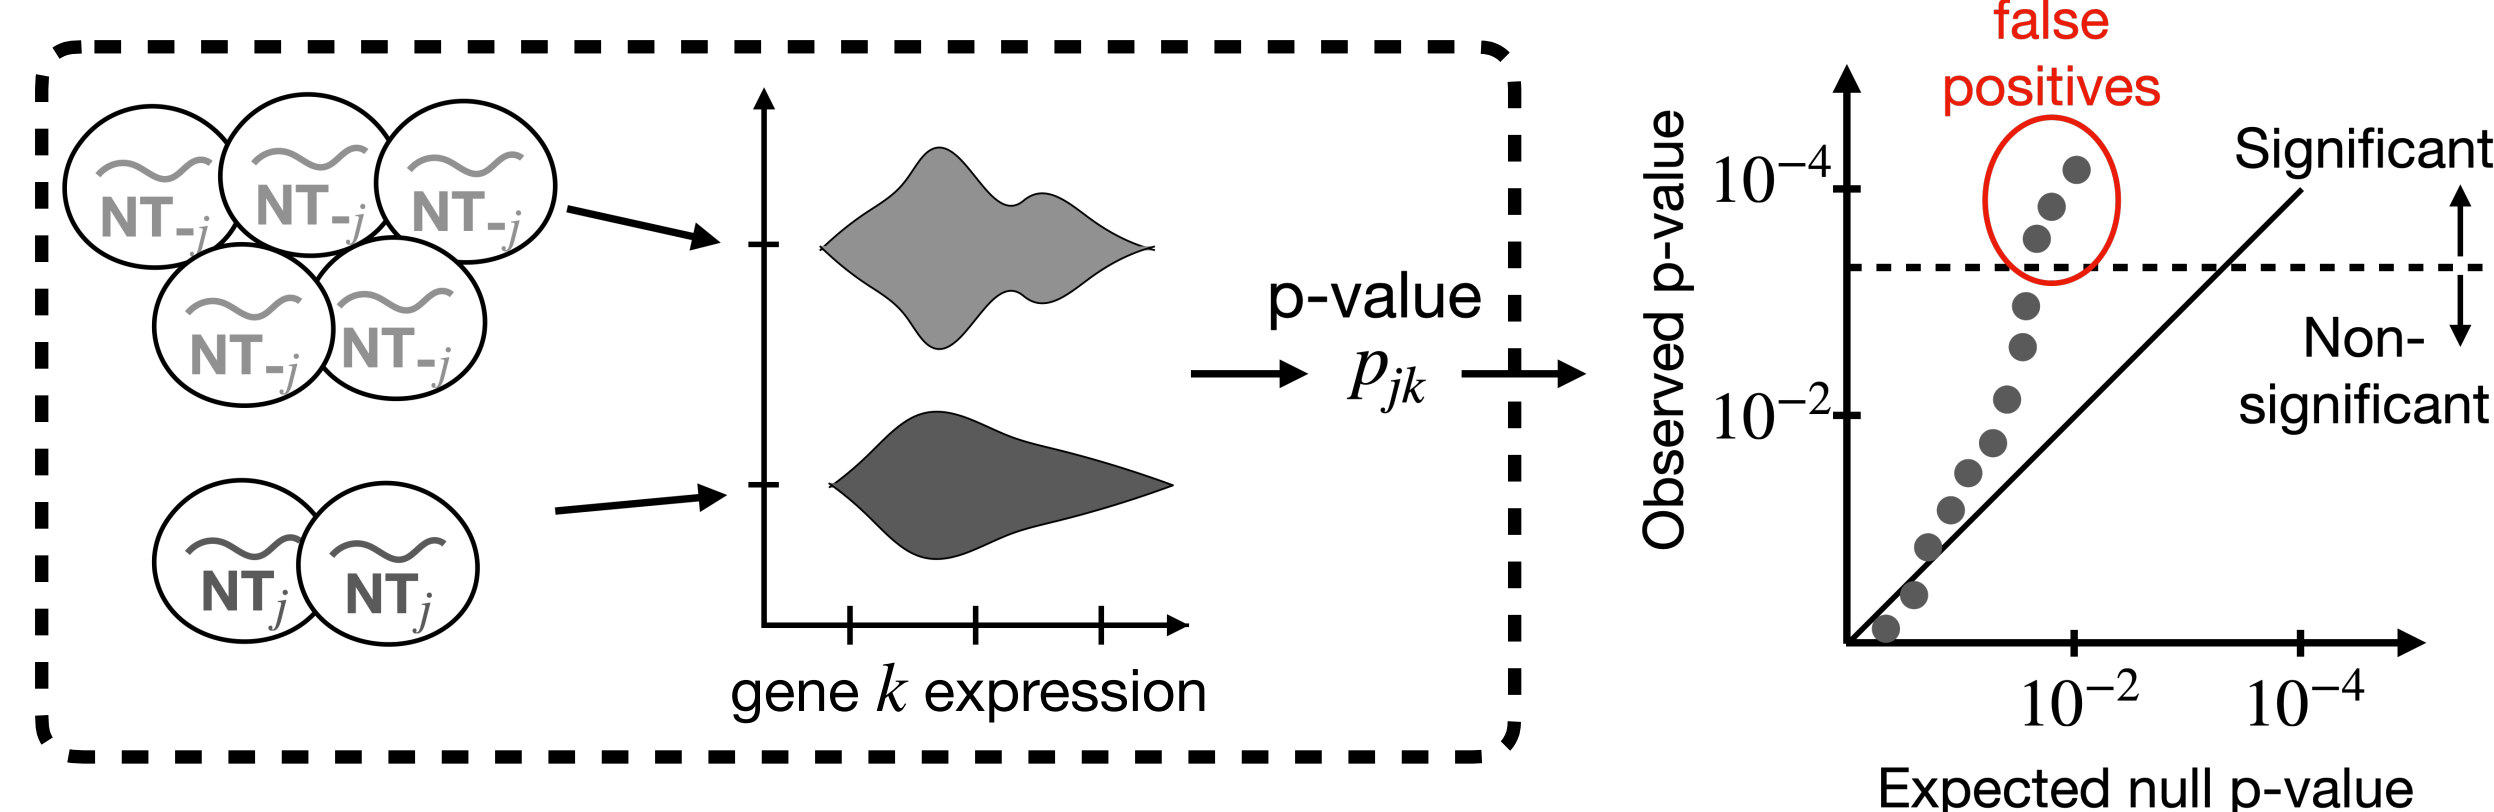 NT-j
NT-j
NT-j
NT-j
NT-j
NTj
NTj
gene k expression
p-value
pjk
false
positives
Observed p-value
10−4
10−2
Significant
Non-
significant
10−2
10−4
Expected null p-value